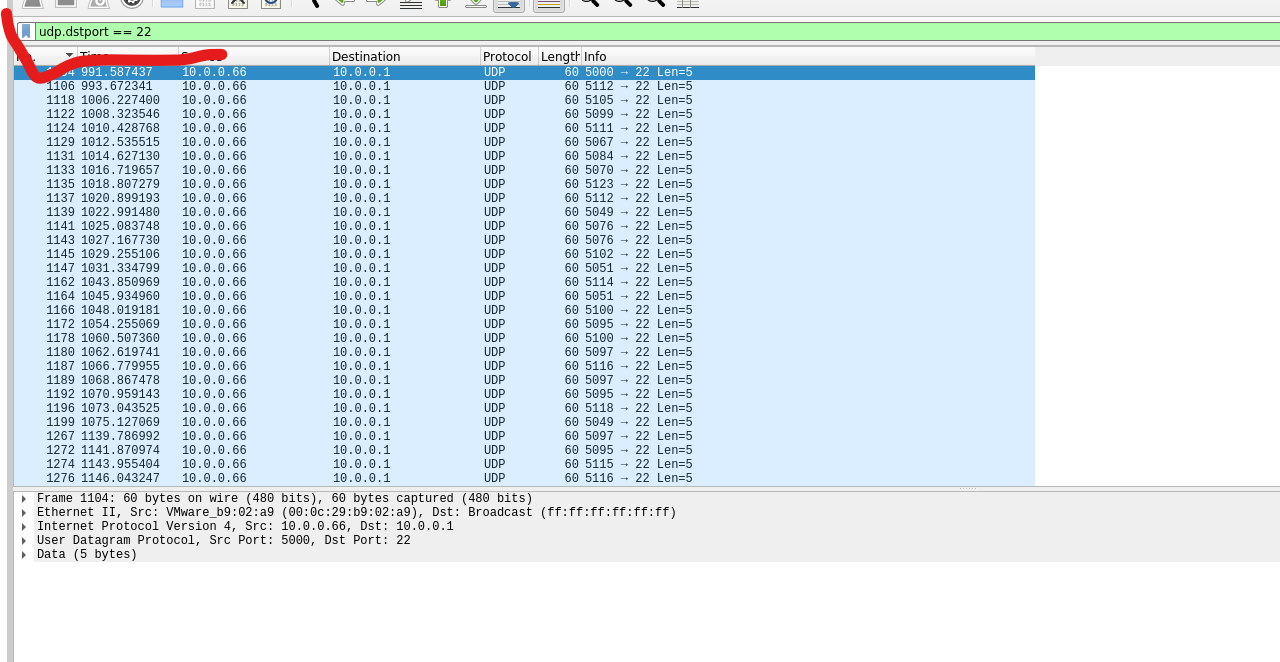 udp.dstport == 22
Destination Protocol Length Info
991.587437 10.0.0.66 10.0.0.1 UDP 60 5000 → 22 Len=5
1106 993.672341 10.0.0.66 10.0.0.1 UDP 60 5112 → 22 Len=5
1118 1006.227400 10.0.0.66 10.0.0.1 UDP 60 5105 → 22 Len=5
1122 1008.323546 10.0.0.66 10.0.0.1 UDP 60 5099 → 22 Len=5
1124 1010.428768 10.0.0.66 10.0.0.1 UDP 60 5111 → 22 Len=5
1129 1012.535515 10.0.0.66 10.0.0.1 UDP 60 5067 → 22 Len=5
1131 1014.627130 10.0.0.66 10.0.0.1 UDP 60 5084 → 22 Len=5
1133 1016.719657 10.0.0.66 10.0.0.1 UDP 60 5070 → 22 Len=5
1135 1018.807279 10.0.0.66 10.0.0.1 UDP 60 5123 → 22 Len=5
1137 1020.899193 10.0.0.66 10.0.0.1 UDP 60 5112 → 22 Len=5
1139 1022.991480 10.0.0.66 10.0.0.1 UDP 60 5049 → 22 Len=5
1141 1025.083748 10.0.0.66 10.0.0.1 UDP 60 5076 → 22 Len=5
1143 1027.167730 10.0.0.66 10.0.0.1 UDP 60 5076 → 22 Len=5
1145 1029.255106 10.0.0.66 10.0.0.1 UDP 60 5102 → 22 Len=5
1147 1031.334799 10.0.0.66 10.0.0.1 UDP 60 5051 → 22 Len=5
1162 1043.850969 10.0.0.66 10.0.0.1 UDP 60 5114 → 22 Len=5
1164 1045.934960 10.0.0.66 10.0.0.1 UDP 60 5051 → 22 Len=5
1166 1048.019181 10.0.0.66 10.0.0.1 UDP 60 5100 → 22 Len=5
1172 1054.255069 10.0.0.66 10.0.0.1 UDP 60 5095 → 22 Len=5
1178 1060.507360 10.0.0.66 10.0.0.1 UDP 60 5100 → 22 Len=5
1180 1062.619741 10.0.0.66 10.0.0.1 UDP 60 5097 → 22 Len=5
1187 1066.779955 10.0.0.66 10.0.0.1 UDP 60 5116 → 22 Len=5
1189 1068.867478 10.0.0.66 10.0.0.1 UDP 60 5097 → 22 Len=5
1192 1070.959143 10.0.0.66 10.0.0.1 UDP 60 5095 → 22 Len=5
1196 1073.043525 10.0.0.66 10.0.0.1 UDP 60 5118 → 22 Len=5
1199 1075.127069 10.0.0.66 10.0.0.1 UDP 60 5049 → 22 Len=5
1267 1139.786992 10.0.0.66 10.0.0.1 UDP 60 5097 → 22 Len=5
1272 1141.870974 10.0.0.66 10.0.0.1 UDP 60 5095 → 22 Len=5
1274 1143.955404 10.0.0.66 10.0.0.1 UDP 60 5115 → 22 Len=5
1276 1146.043247 10.0.0.66 10.0.0.1 UDP 60 5116 → 22 Len=5
Frame 1104: 60 bytes on wire (480 bits), 60 bytes captured (480 bits)
Ethernet II, Src: VMware_b9:02:a9 (00:0c:29:b9:02:a9), Dst: Broadcast (ff:ff:ff:ff:ff:ff)
Internet Protocol Version 4, Src: 10.0.0.66, Dst: 10.0.0.1
User Datagram Protocol, Src Port: 5000, Dst Port: 22
Data (5 bytes)